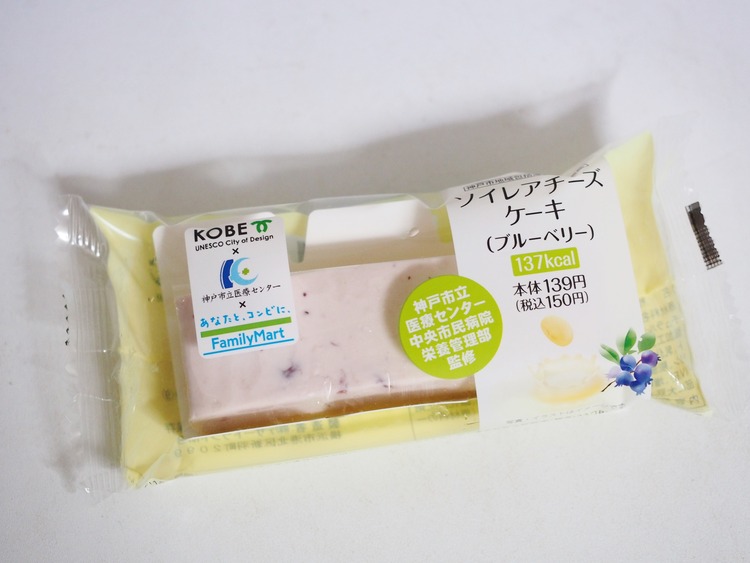 KOBE
UNESCO City of Design
×
神戸市立医療センター
×
あなたと、コンビに、
FamilyMart
ソイレアチーズ
ケーキ
(ブルーベリー)
137kcal
本体139円
(税込150円)
神戸市立
医療センター
中央市民病院
栄養管理部
監修